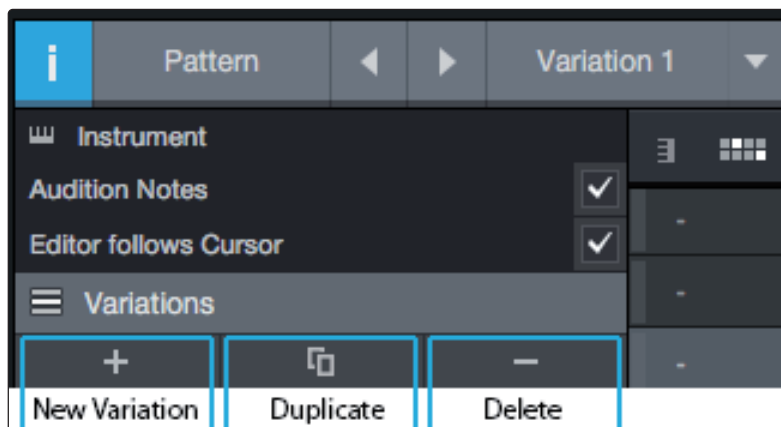 i Pattern Variation 1
Instrument
Audition Notes
Editor follows Cursor
Variations
New Variation Duplicate Delete